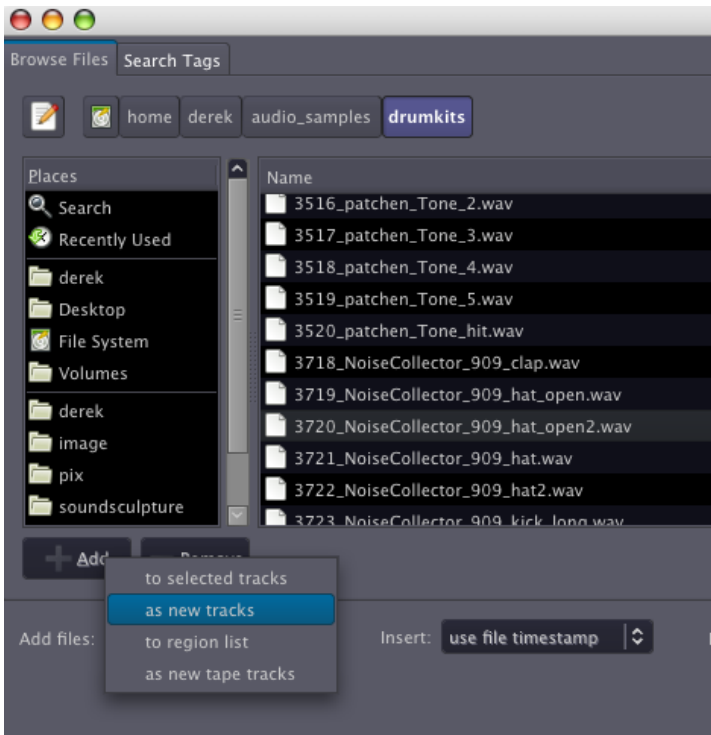 Browse Files Search Tags
home derek audio_samples drumkits
Places
Search
Recently Used
derek
Desktop
File System
Volumes
derek
image
pix
soundsculpture
Name
3516_patchen_Tone_2.wav
3517_patchen_Tone_3.wav
3518_patchen_Tone_4.wav
3519_patchen_Tone_5.wav
3520_patchen_Tone_hit.wav
3718_NoiseCollector_909_clap.wav
3719_NoiseCollector_909_hat_open.wav
3720_NoiseCollector_909_hat_open2.wav
3721_NoiseCollector_909_hat.wav
3722_NoiseCollector_909_hat2.wav
3723_NoiseCollector_909_kick_long.wav
Add Remove
to selected tracks
as new tracks
to region list
as new tape tracks
Add files: Insert: use file timestamp